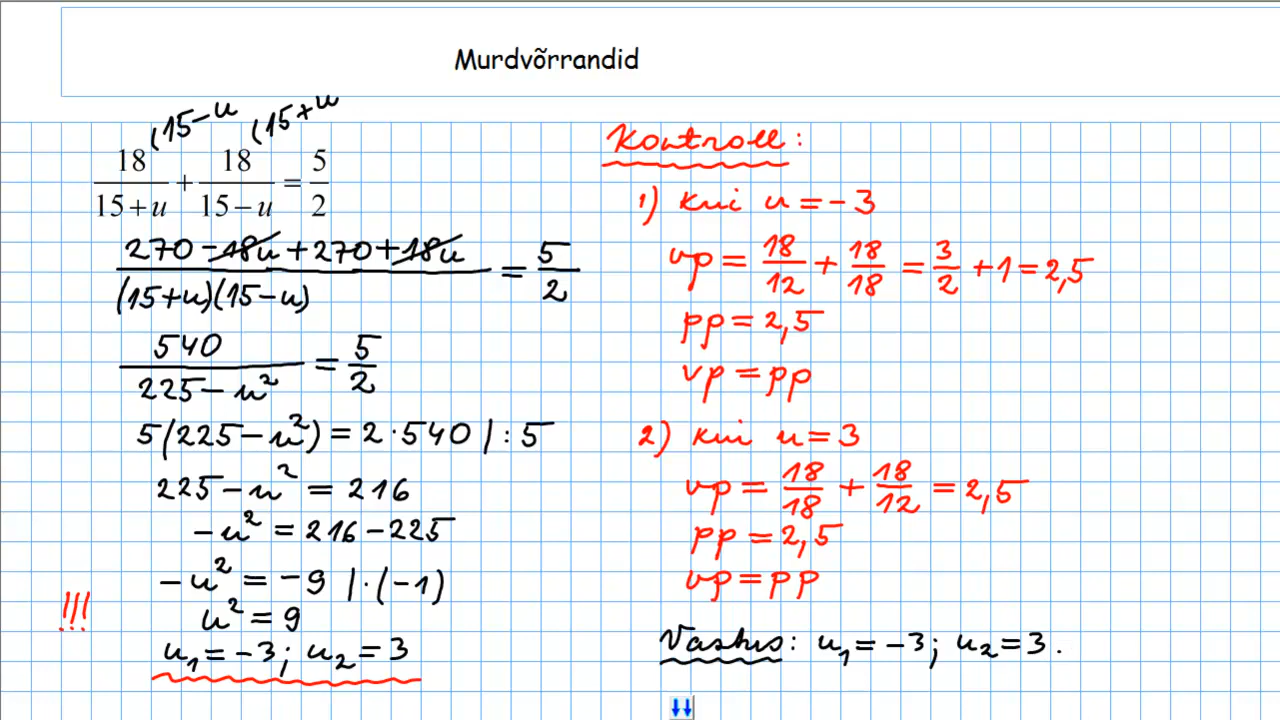 Murdvõrrandid
(15-u (15+u
18/(15+u) + 18/(15-u) = 5/2
(270-18u+270+18u)/((15+u)(15-u)) = 5/2
540/(225-u²) = 5/2
5(225-u²)=2·540 |:5
225-u²=216
-u²=216-225
-u²=-9 |·(-1)
!!! u²=9
u₁=-3; u₂=3
Kontroll:
1) kui u=-3
vp = 18/12 + 18/18 = 3/2 + 1 = 2,5
pp=2,5
vp=pp
2) kui u=3
vp = 18/18 + 18/12 = 2,5
pp=2,5
vp=pp
Vastus: u₁=-3; u₂=3.